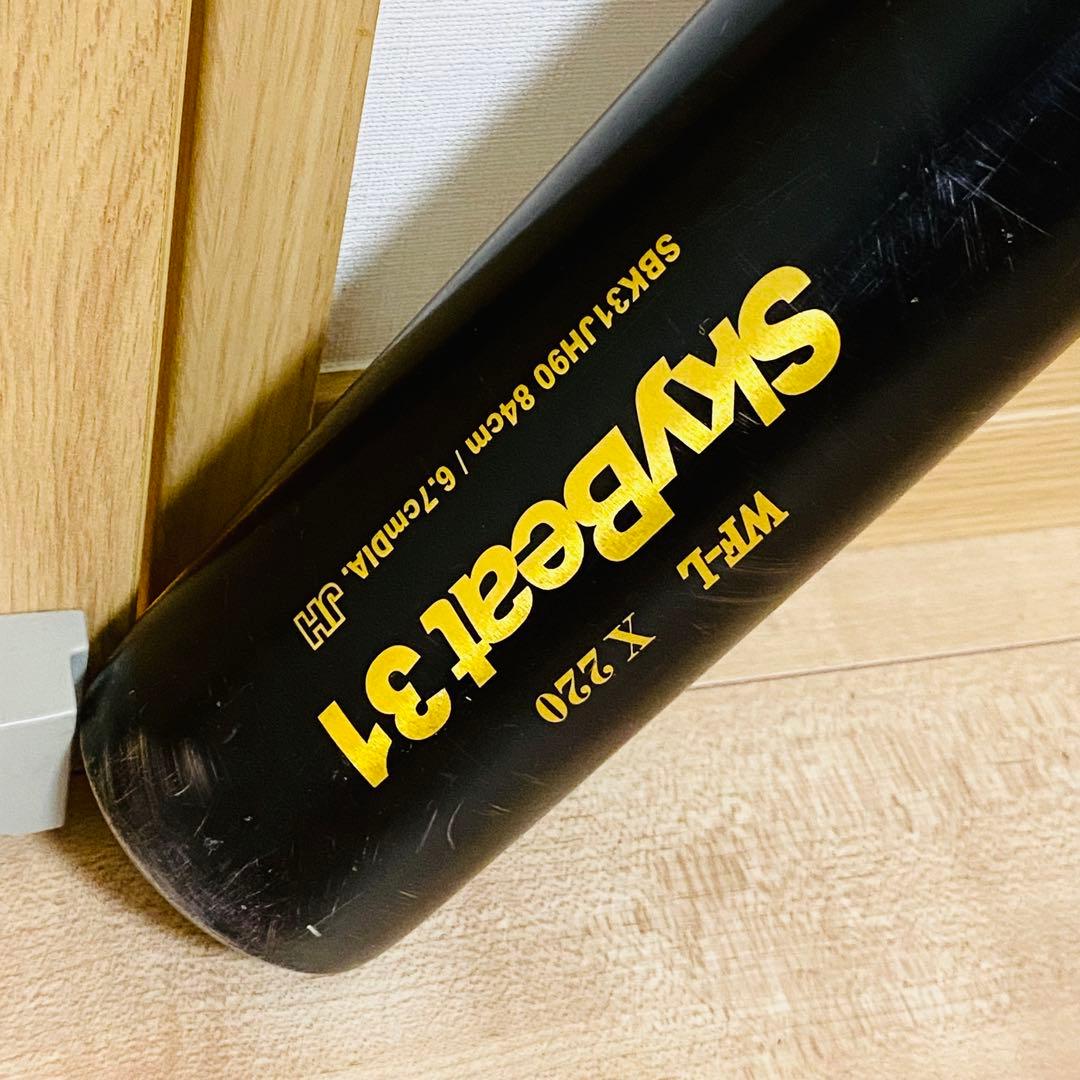 SBK31JH90 84cm / 6.7cmDIA. JH
SkyBeat 31
WF-L
X 220